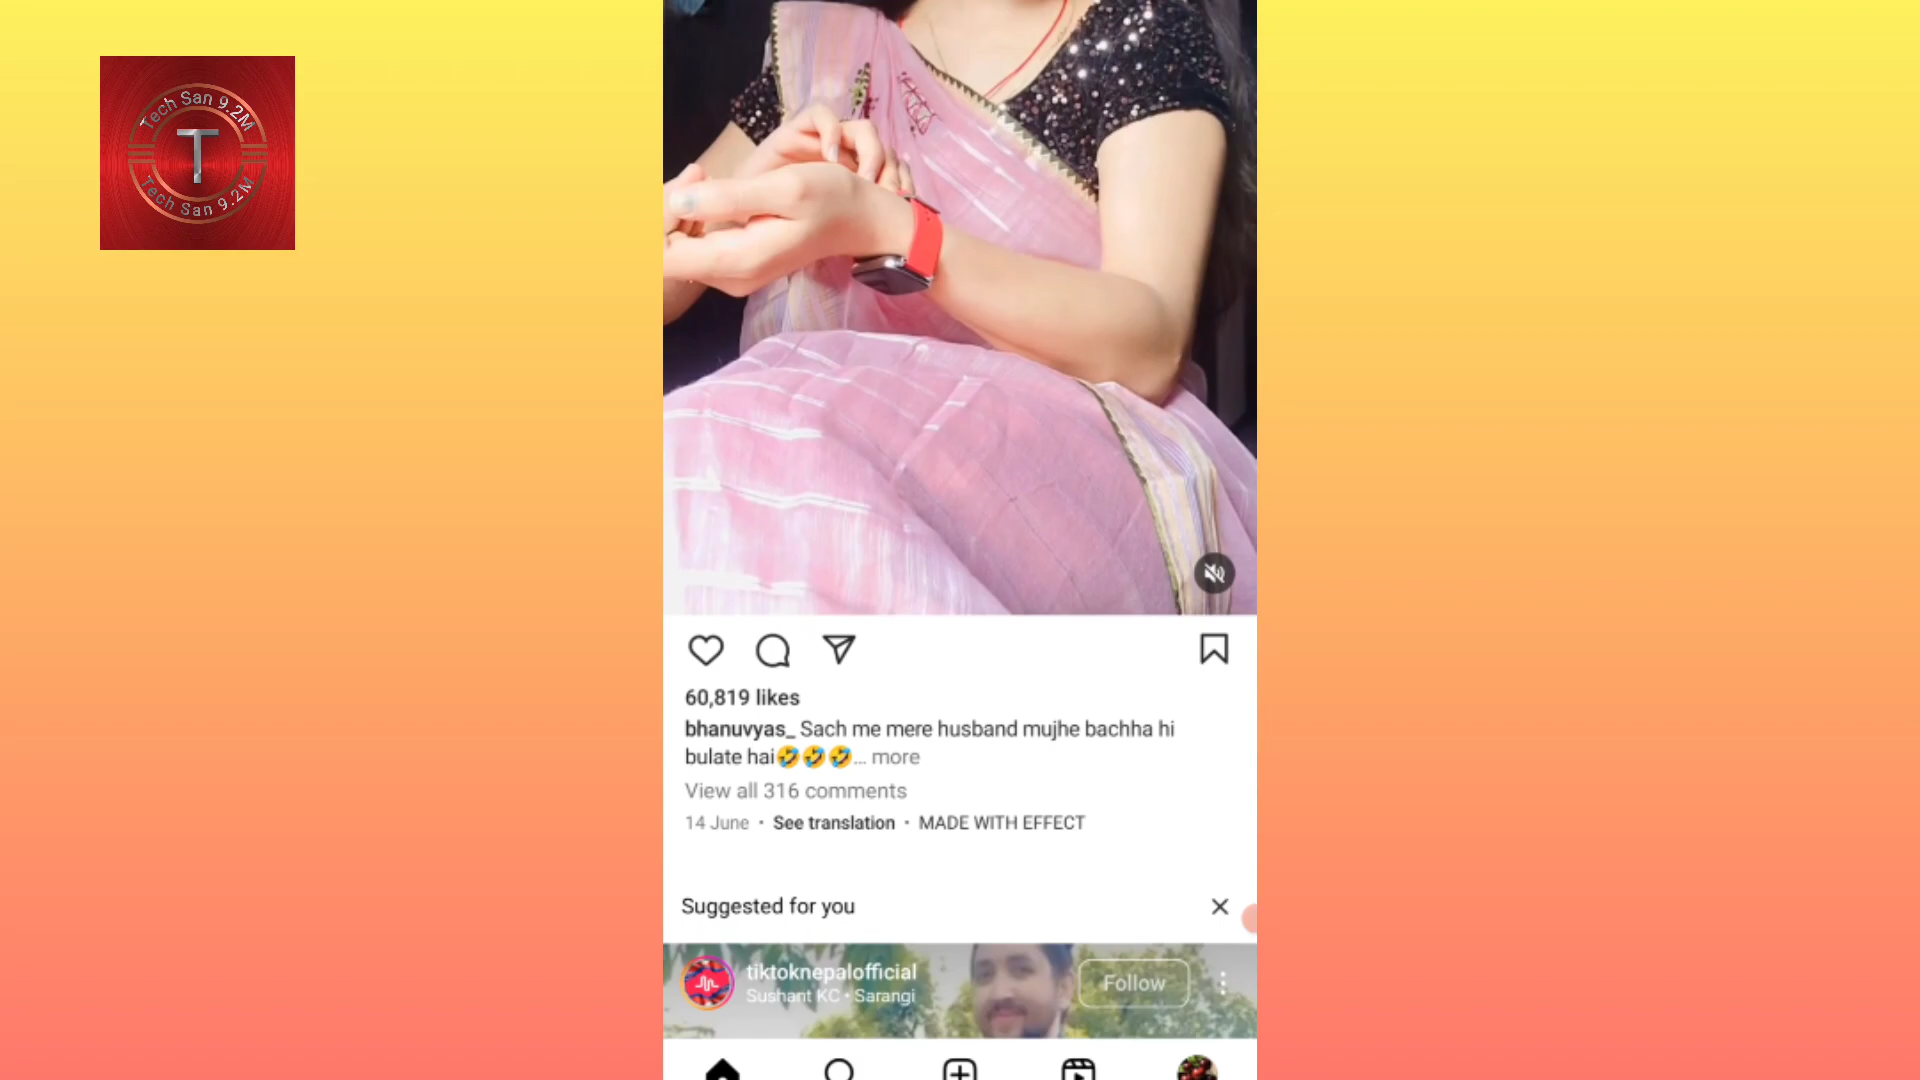 Tech San 9.2M
T
Tech San 9.2M
60,819 likes
bhanuvyas_ Sach me mere husband mujhe bachha hi
bulate hai🤣🤣🤣... more
View all 316 comments
14 June • See translation • MADE WITH EFFECT
Suggested for you
tiktoknepalofficial
Sushant KC • Sarangi
Follow